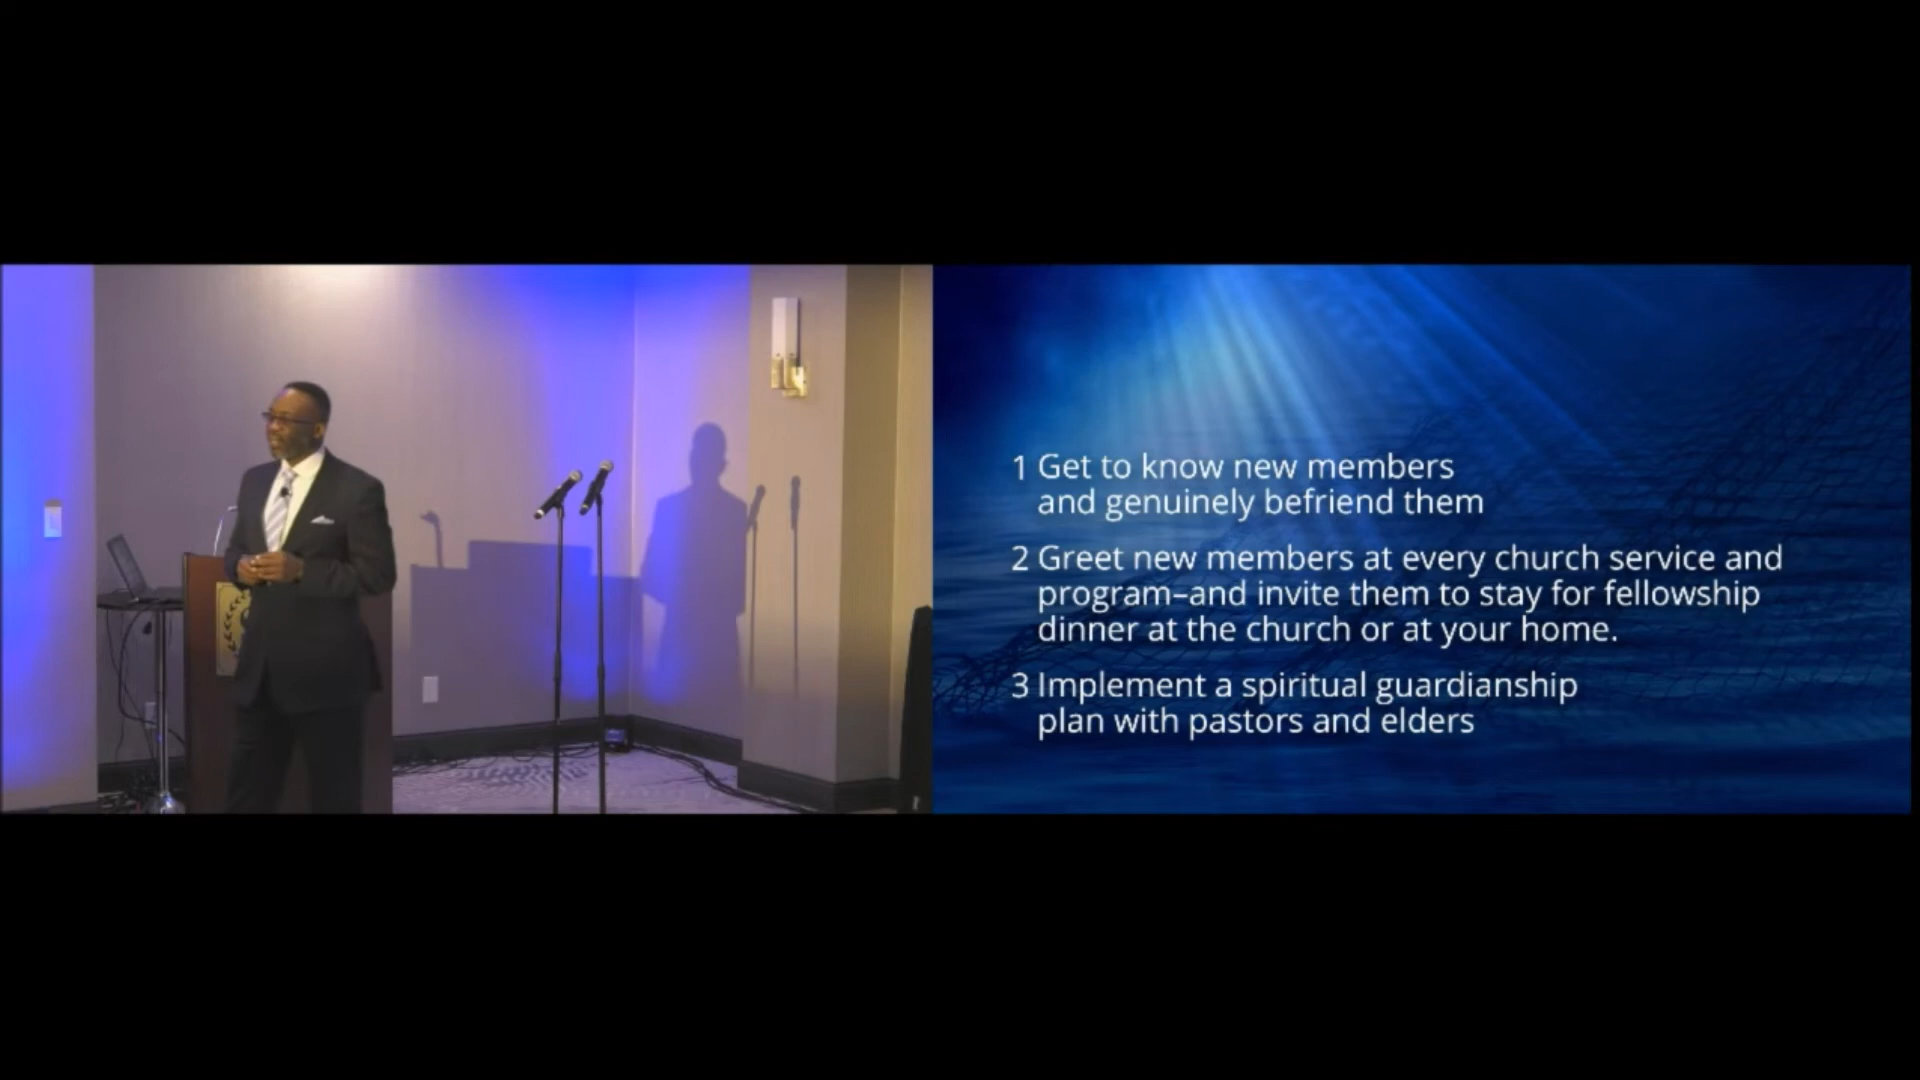 1 Get to know new members
and genuinely befriend them
2 Greet new members at every church service and
program–and invite them to stay for fellowship
dinner at the church or at your home.
3 Implement a spiritual guardianship
plan with pastors and elders